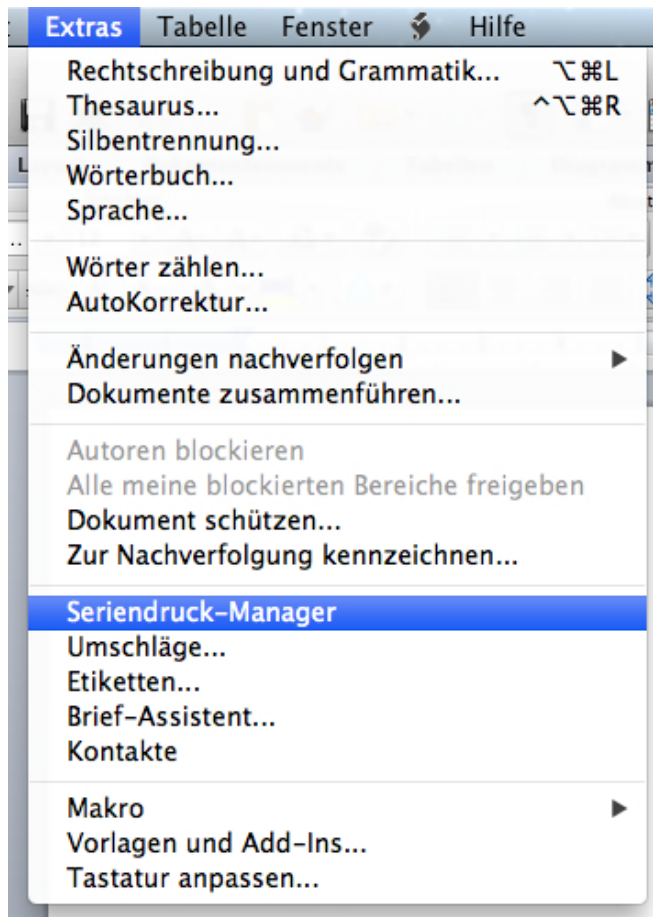 Extras Tabelle Fenster Hilfe
Rechtschreibung und Grammatik... ⌥⌘L
Thesaurus... ^⌥⌘R
Silbentrennung...
Wörterbuch...
Sprache...
Wörter zählen...
AutoKorrektur...
Änderungen nachverfolgen ▶
Dokumente zusammenführen...
Autoren blockieren
Alle meine blockierten Bereiche freigeben
Dokument schützen...
Zur Nachverfolgung kennzeichnen...
Seriendruck-Manager
Umschläge...
Etiketten...
Brief-Assistent...
Kontakte
Makro ▶
Vorlagen und Add-Ins...
Tastatur anpassen...